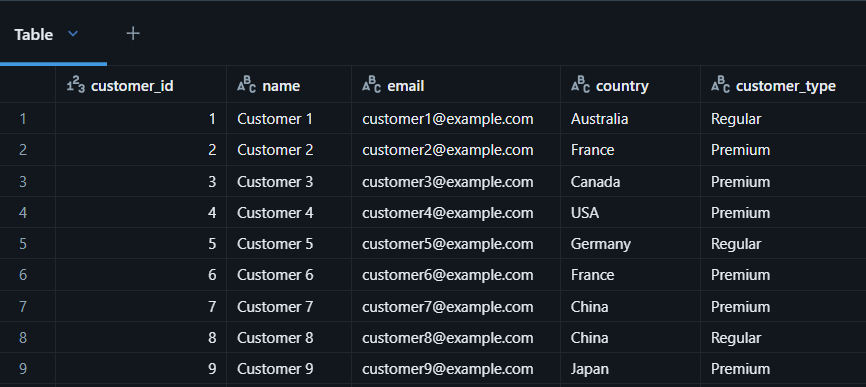 Table +
123 customer_id ABC name ABC email ABC country ABC customer_type
1 1 Customer 1 customer1@example.com Australia Regular
2 2 Customer 2 customer2@example.com France Premium
3 3 Customer 3 customer3@example.com Canada Premium
4 4 Customer 4 customer4@example.com USA Premium
5 5 Customer 5 customer5@example.com Germany Regular
6 6 Customer 6 customer6@example.com France Premium
7 7 Customer 7 customer7@example.com China Premium
8 8 Customer 8 customer8@example.com China Regular
9 9 Customer 9 customer9@example.com Japan Premium